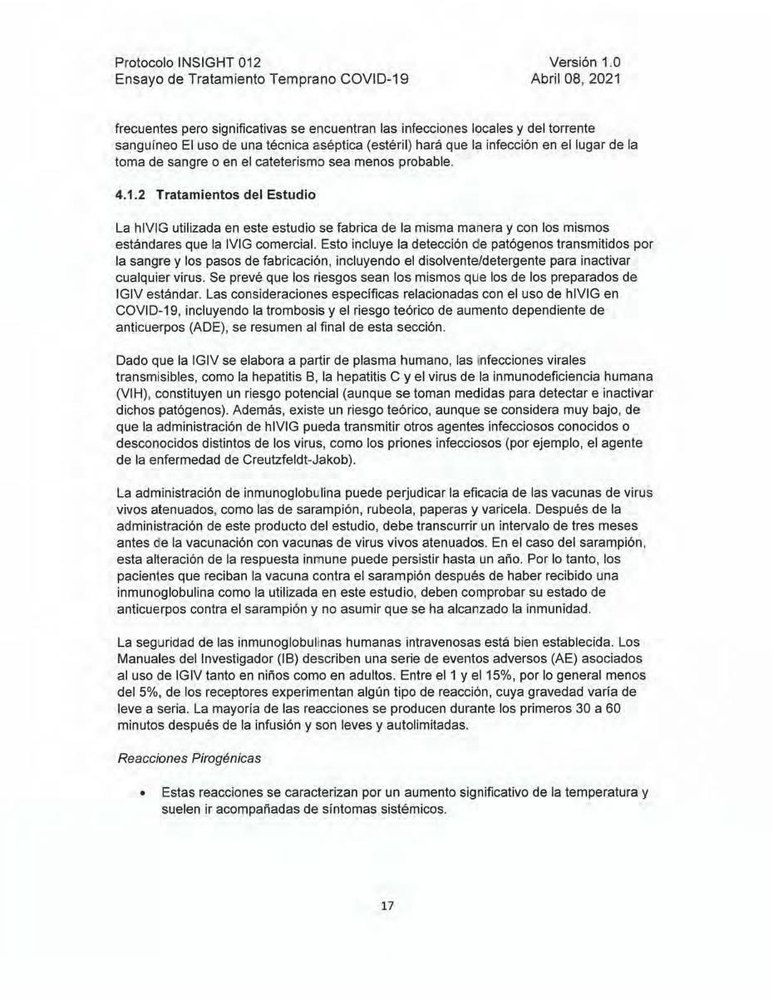 Protocolo INSIGHT 012 Versión 1.0
Ensayo de Tratamiento Temprano COVID-19 Abril 08, 2021
frecuentes pero significativas se encuentran las infecciones locales y del torrente
sanguíneo El uso de una técnica aséptica (estéril) hará que la infección en el lugar de la
toma de sangre o en el cateterismo sea menos probable.
4.1.2 Tratamientos del Estudio
La hIVIG utilizada en este estudio se fabrica de la misma manera y con los mismos
estándares que la IVIG comercial. Esto incluye la detección de patógenos transmitidos por
la sangre y los pasos de fabricación, incluyendo el disolvente/detergente para inactivar
cualquier virus. Se prevé que los riesgos sean los mismos que los de los preparados de
IGIV estándar. Las consideraciones específicas relacionadas con el uso de hIVIG en
COVID-19, incluyendo la trombosis y el riesgo teórico de aumento dependiente de
anticuerpos (ADE), se resumen al final de esta sección.
Dado que la IGIV se elabora a partir de plasma humano, las infecciones virales
transmisibles, como la hepatitis B, la hepatitis C y el virus de la inmunodeficiencia humana
(VIH), constituyen un riesgo potencial (aunque se toman medidas para detectar e inactivar
dichos patógenos). Además, existe un riesgo teórico, aunque se considera muy bajo, de
que la administración de hIVIG pueda transmitir otros agentes infecciosos conocidos o
desconocidos distintos de los virus, como los priones infecciosos (por ejemplo, el agente
de la enfermedad de Creutzfeldt-Jakob).
La administración de inmunoglobulina puede perjudicar la eficacia de las vacunas de virus
vivos atenuados, como las de sarampión, rubeola, paperas y varicela. Después de la
administración de este producto del estudio, debe transcurrir un intervalo de tres meses
antes de la vacunación con vacunas de virus vivos atenuados. En el caso del sarampión,
esta alteración de la respuesta inmune puede persistir hasta un año. Por lo tanto, los
pacientes que reciban la vacuna contra el sarampión después de haber recibido una
inmunoglobulina como la utilizada en este estudio, deben comprobar su estado de
anticuerpos contra el sarampión y no asumir que se ha alcanzado la inmunidad.
La seguridad de las inmunoglobulinas humanas intravenosas está bien establecida. Los
Manuales del Investigador (IB) describen una serie de eventos adversos (AE) asociados
al uso de IGIV tanto en niños como en adultos. Entre el 1 y el 15%, por lo general menos
del 5%, de los receptores experimentan algún tipo de reacción, cuya gravedad varía de
leve a seria. La mayoría de las reacciones se producen durante los primeros 30 a 60
minutos después de la infusión y son leves y autolimitadas.
Reacciones Pirogénicas
• Estas reacciones se caracterizan por un aumento significativo de la temperatura y
suelen ir acompañadas de síntomas sistémicos.
17